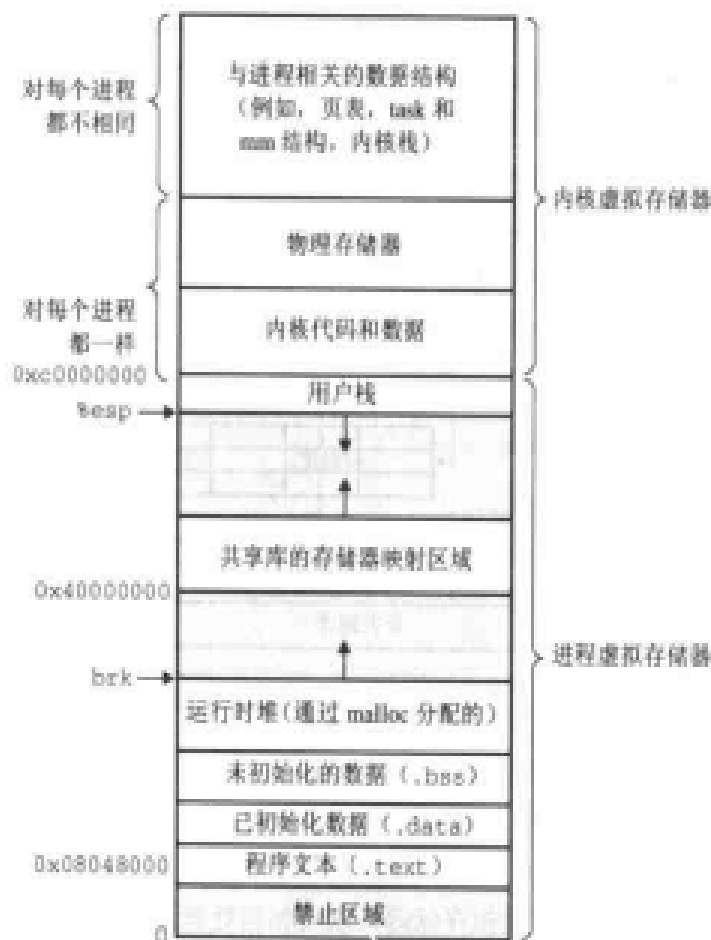 与进程相关的数据结构
(例如，页表，task 和
mm 结构，内核栈)
对每个进程
都不相同
内核虚拟存储器
物理存储器
内核代码和数据
对每个进程
都一样
0xc0000000
用户栈
%esp
共享库的存储器映射区域
0x40000000
进程虚拟存储器
brk
运行时堆(通过 malloc 分配的)
未初始化的数据(.bss)
已初始化数据(.data)
0x08048000
程序文本(.text)
禁止区域
0